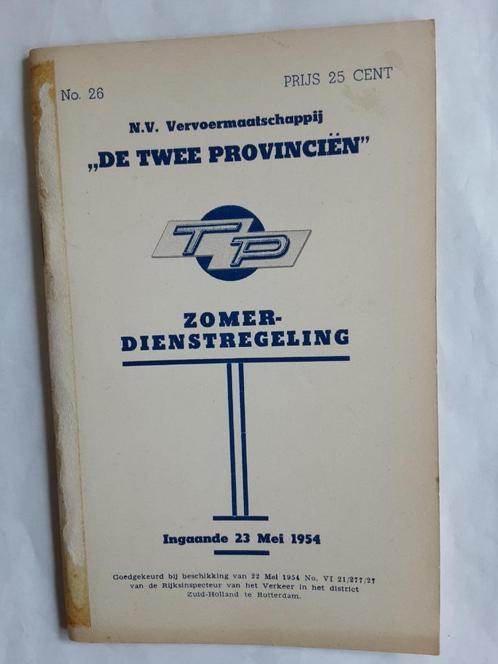 No. 26
PRIJS 25 CENT
N.V. Vervoermaatschappij
„DE TWEE PROVINCIËN”
TP
ZOMER-
DIENSTREGELING
Ingaande 23 Mei 1954
Goedgekeurd bij beschikking van 22 Mei 1954 No. VI 21/277/27
van de Rijksinspecteur van het Verkeer in het district
Zuid-Holland te Rotterdam.